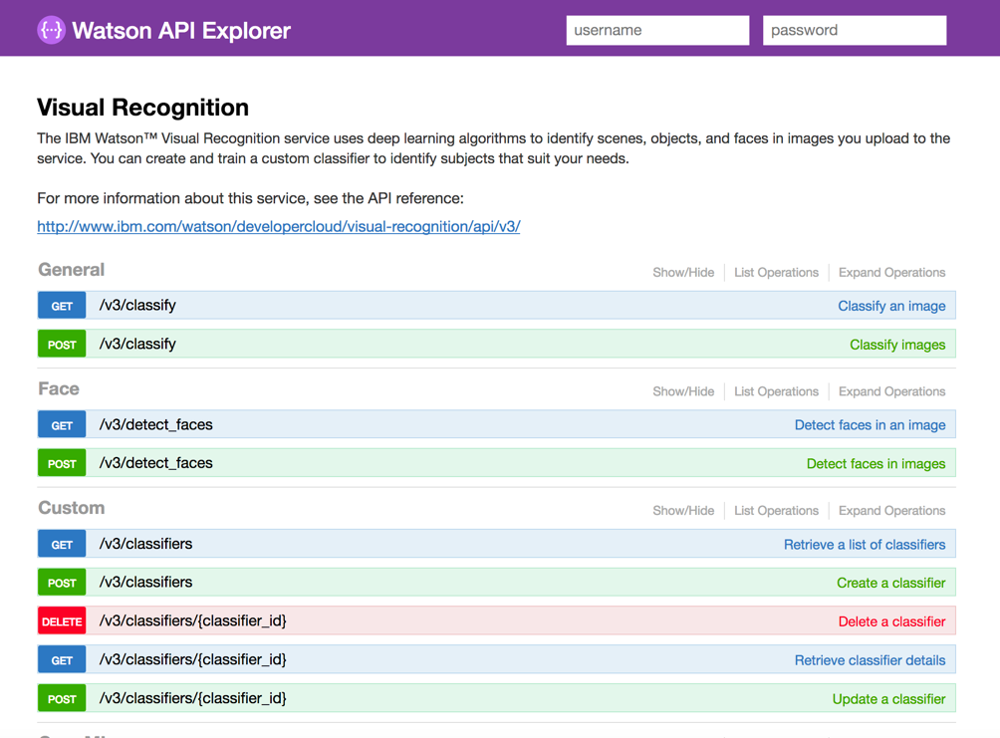 {··} Watson API Explorer username password
Visual Recognition
The IBM Watson™ Visual Recognition service uses deep learning algorithms to identify scenes, objects, and faces in images you upload to the
service. You can create and train a custom classifier to identify subjects that suit your needs.
For more information about this service, see the API reference:
http://www.ibm.com/watson/developercloud/visual-recognition/api/v3/
General Show/Hide List Operations Expand Operations
GET /v3/classify Classify an image
POST /v3/classify Classify images
Face Show/Hide List Operations Expand Operations
GET /v3/detect_faces Detect faces in an image
POST /v3/detect_faces Detect faces in images
Custom Show/Hide List Operations Expand Operations
GET /v3/classifiers Retrieve a list of classifiers
POST /v3/classifiers Create a classifier
DELETE /v3/classifiers/{classifier_id} Delete a classifier
GET /v3/classifiers/{classifier_id} Retrieve classifier details
POST /v3/classifiers/{classifier_id} Update a classifier